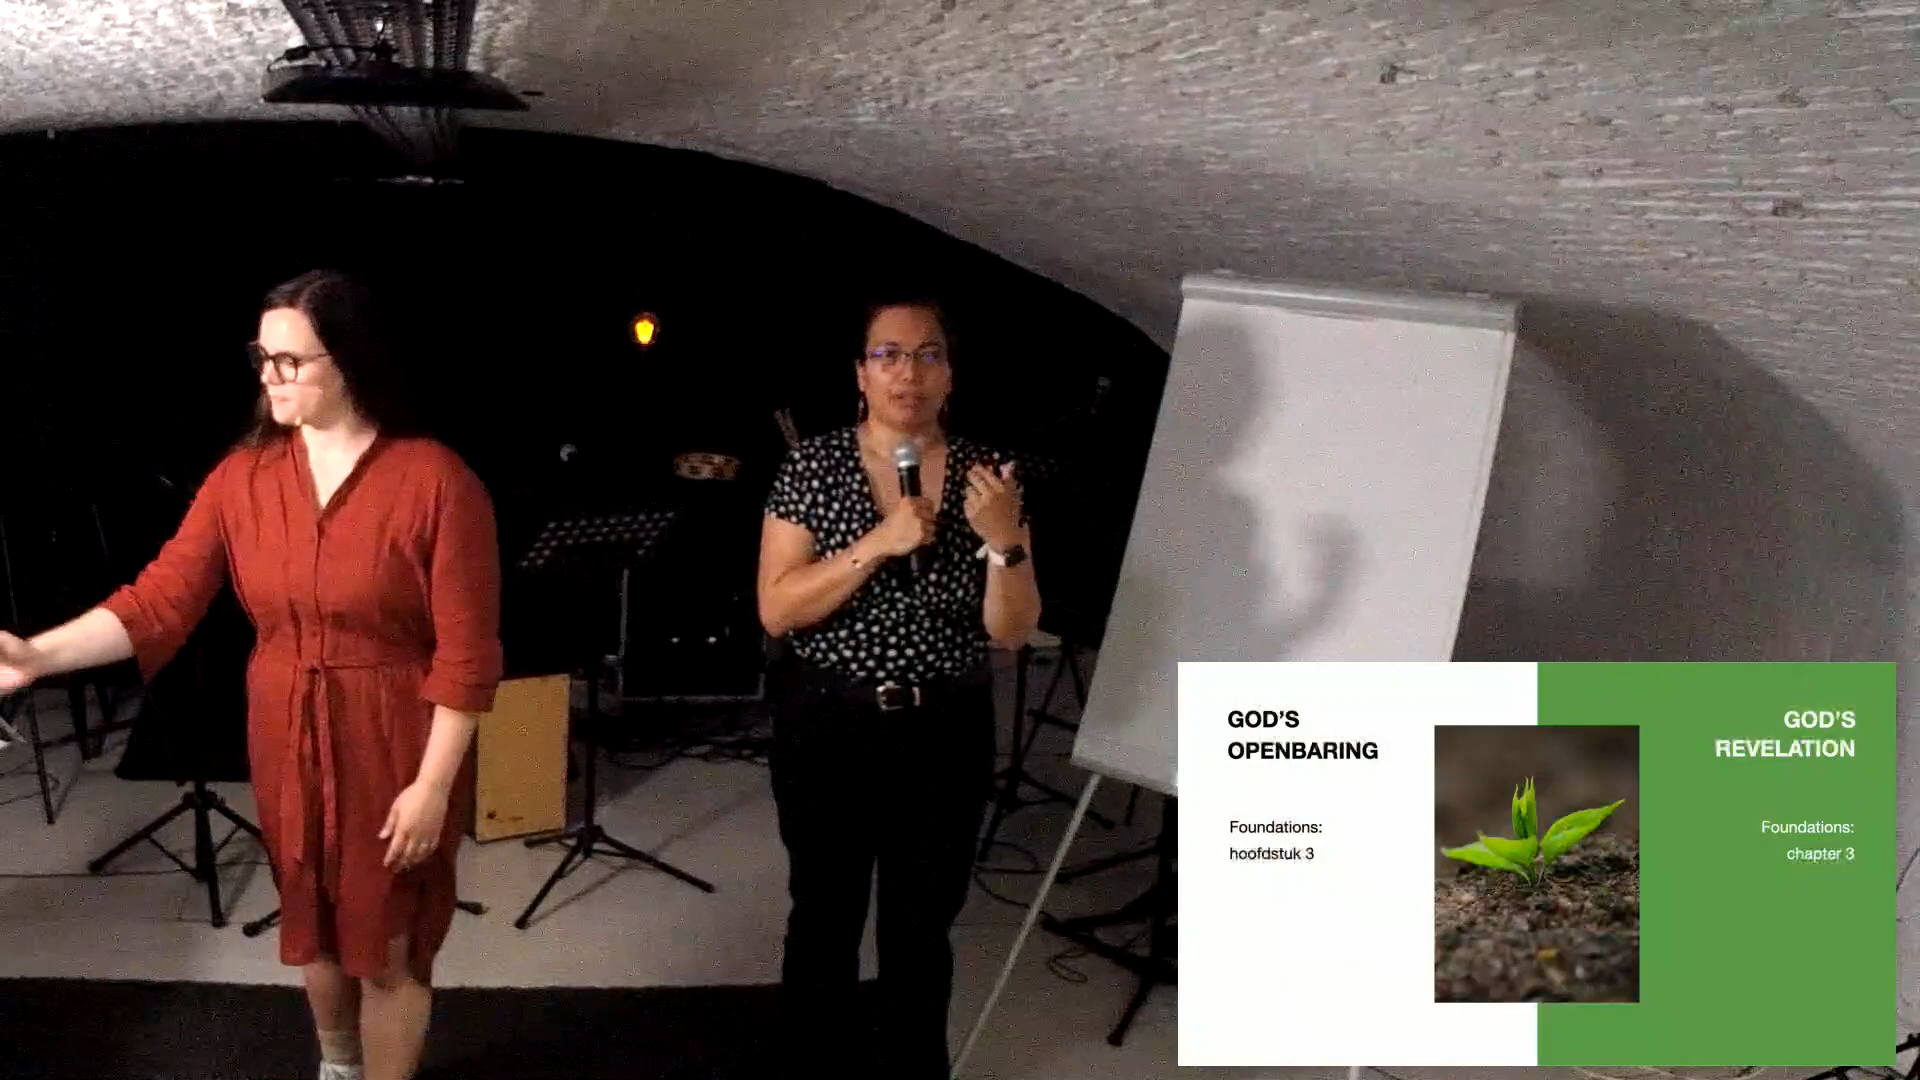 GOD'S
OPENBARING
Foundations:
hoofdstuk 3
GOD'S
REVELATION
Foundations:
chapter 3